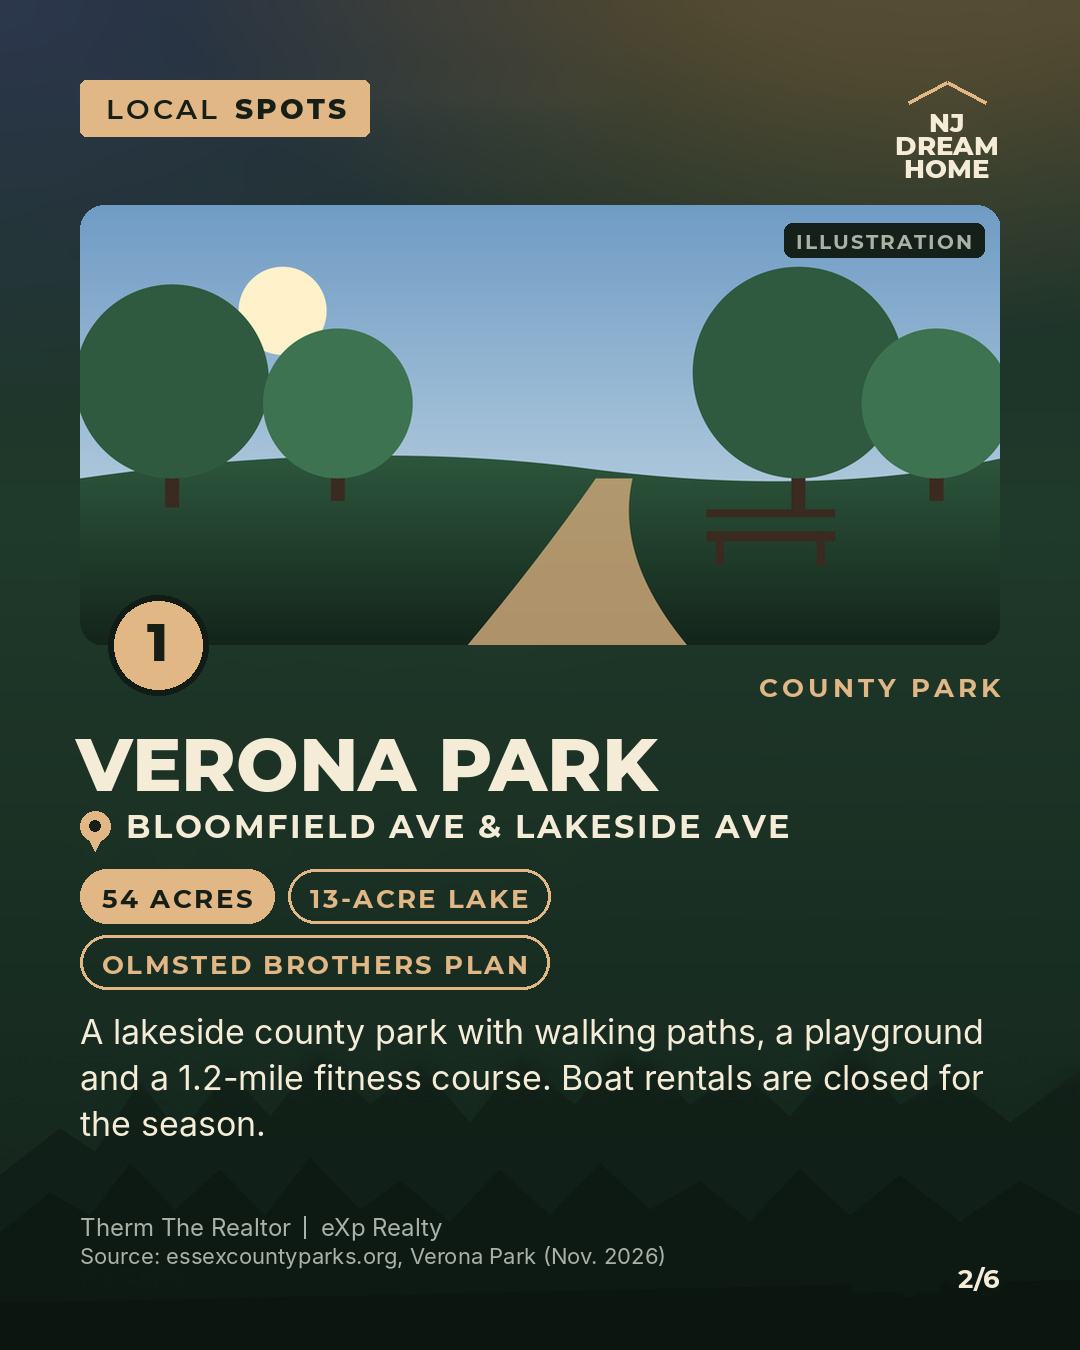 LOCAL SPOTS
NJ
DREAM
HOME
ILLUSTRATION
1
COUNTY PARK
VERONA PARK
BLOOMFIELD AVE & LAKESIDE AVE
54 ACRES
13-ACRE LAKE
OLMSTED BROTHERS PLAN
A lakeside county park with walking paths, a playground
and a 1.2-mile fitness course. Boat rentals are closed for
the season.
Therm The Realtor | eXp Realty
Source: essexcountyparks.org, Verona Park (Nov. 2026)
2/6